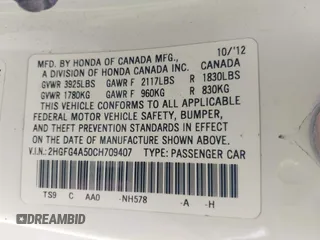 MFD. BY HONDA OF CANADA MFG., 10/'12
A DIVISION OF HONDA CANADA INC. CANADA
GVWR 3925LBS GAWR F 2117LBS R 1830LBS
GVWR 1780KG GAWR F 960KG R 830KG
THIS VEHICLE CONFORMS TO ALL APPLICABLE
FEDERAL MOTOR VEHICLE SAFETY, BUMPER,
AND THEFT PREVENTION STANDARDS IN
EFFECT ON THE DATE OF MANUFACTURE
SHOWN ABOVE.
V.I.N.: 2HGFG4A50CH709407 TYPE: PASSENGER CAR
TS9 C AA0 -NH578 -A -H
© DIREMBID AutoBidMaster